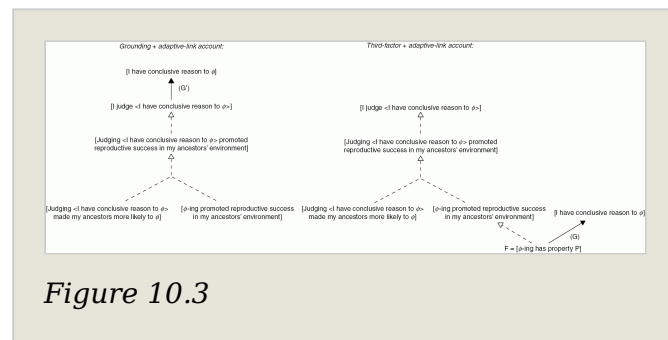 Grounding + adaptive-link account:
Third-factor + adaptive-link account:
[I have conclusive reason to ϕ]
(G')
[I judge <I have conclusive reason to ϕ>]
[Judging <I have conclusive reason to ϕ> promoted
reproductive success in my ancestors' environment]
[Judging <I have conclusive reason to ϕ>
made my ancestors more likely to ϕ]
[ϕ-ing promoted reproductive success
in my ancestors' environment]
[I judge <I have conclusive reason to ϕ>]
[Judging <I have conclusive reason to ϕ> promoted
reproductive success in my ancestors' environment]
[Judging <I have conclusive reason to ϕ>
made my ancestors more likely to ϕ]
[ϕ-ing promoted reproductive success
in my ancestors' environment]
[I have conclusive reason to ϕ]
(G)
F = [ϕ-ing has property P]
Figure 10.3